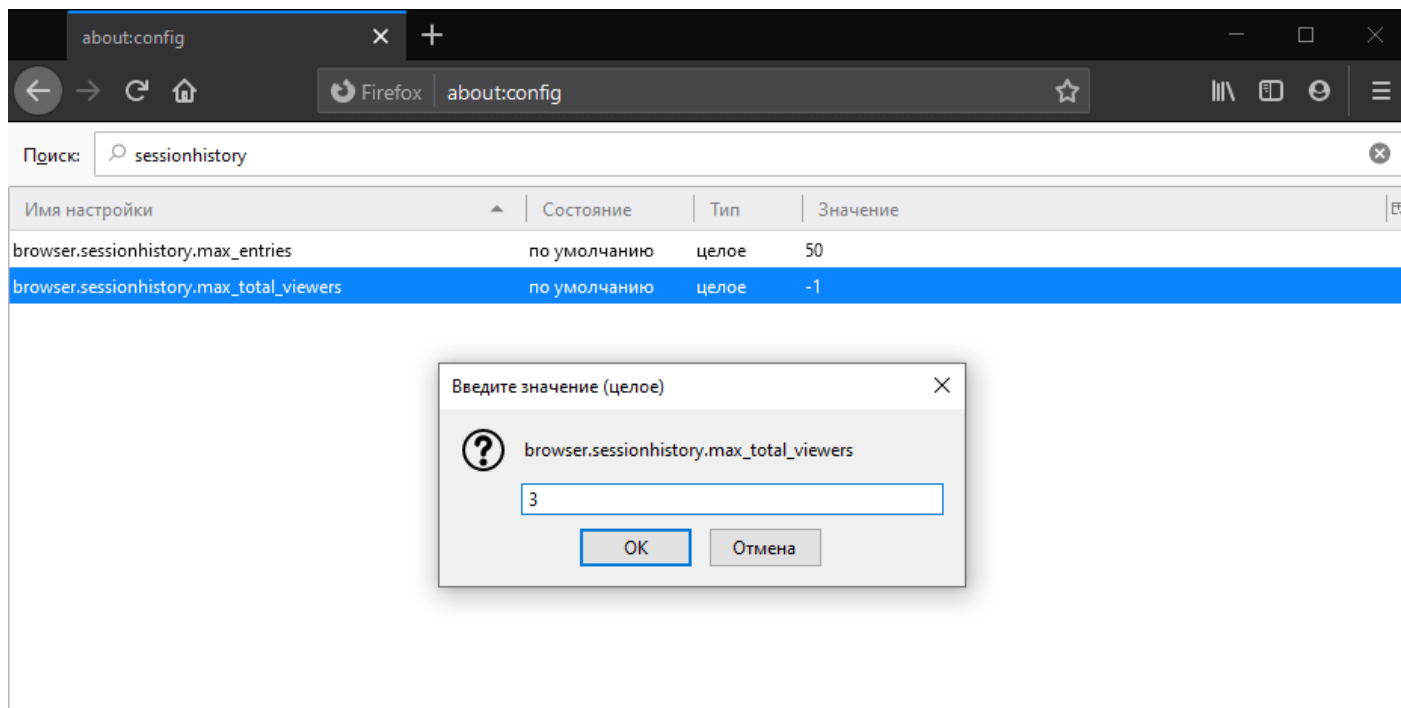 about:config
Firefox about:config
Поиск: sessionhistory
Имя настройки Состояние Тип Значение
browser.sessionhistory.max_entries по умолчанию целое 50
browser.sessionhistory.max_total_viewers по умолчанию целое -1
Введите значение (целое)
browser.sessionhistory.max_total_viewers
3
OK Отмена